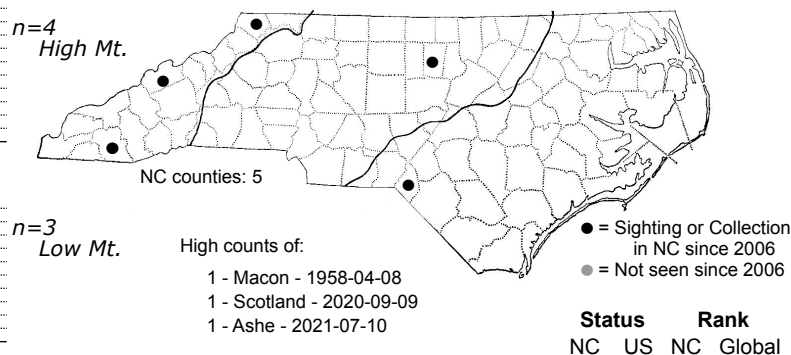 n=4
High Mt.
NC counties: 5
n=3
Low Mt.
High counts of:
1 - Macon - 1958-04-08
1 - Scotland - 2020-09-09
1 - Ashe - 2021-07-10
● = Sighting or Collection
in NC since 2006
● = Not seen since 2006
Status Rank
NC US NC Global